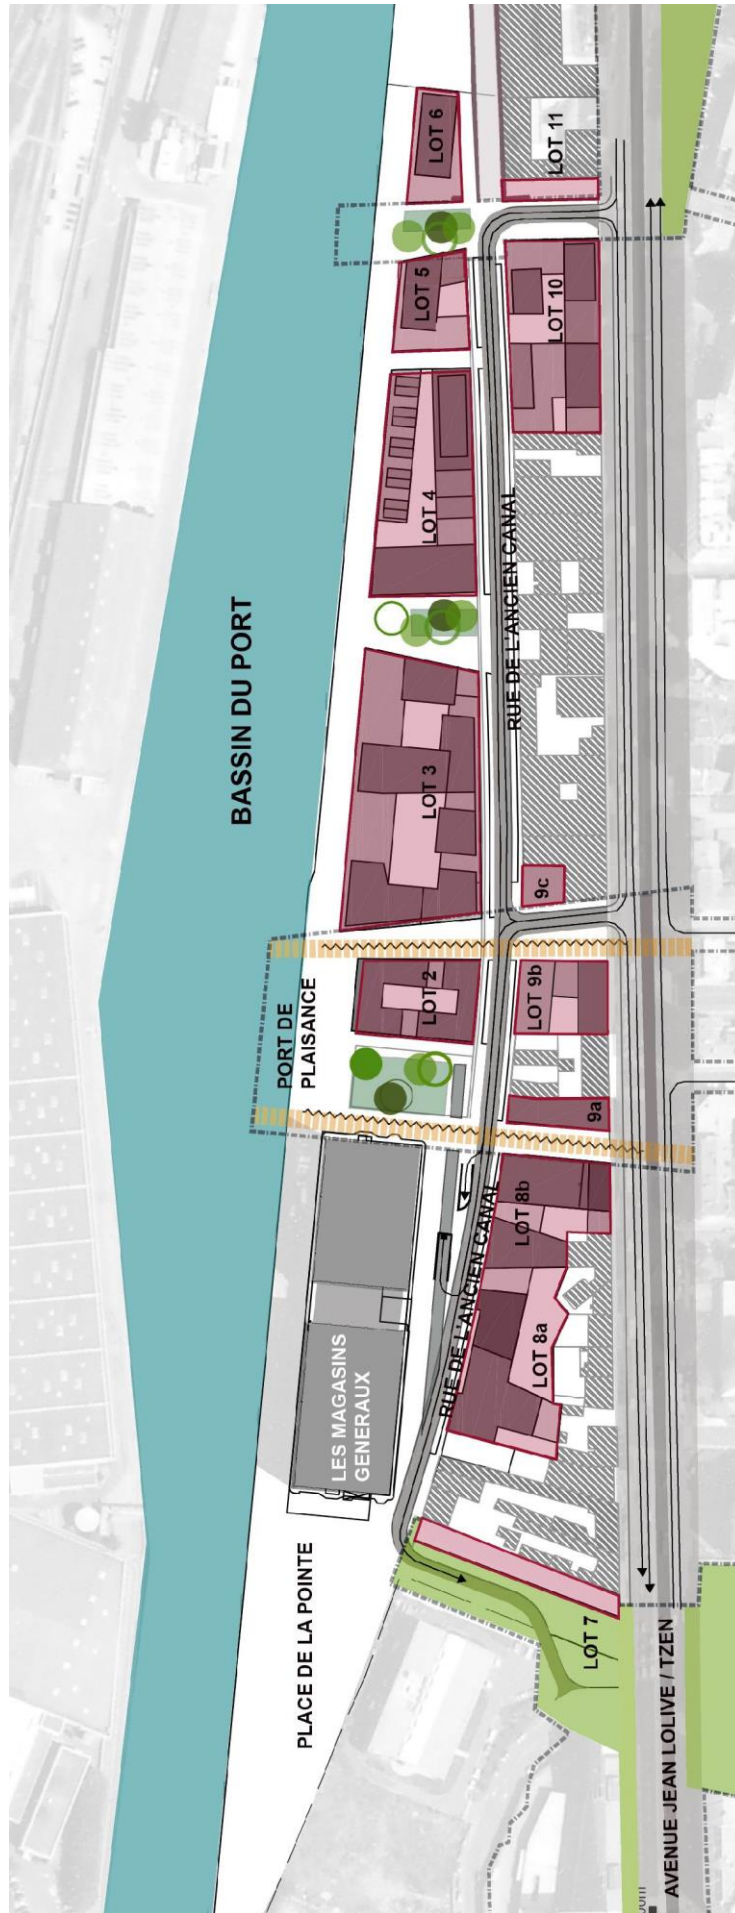 LOT 6
LOT 11
LOT 5
LOT 10
LOT 4
RUE DE L'ANCIEN CANAL
BASSIN DU PORT
LOT 3
9c
LOT 2
LOT 9b
PORT DE
PLAISANCE
9a
LOT 8b
RUE DE L'ANCIEN CANAL
LOT 8a
LES MAGASINS
GENERAUX
PLACE DE LA POINTE
LOT 7
AVENUE JEAN LOLIVE / TZEN